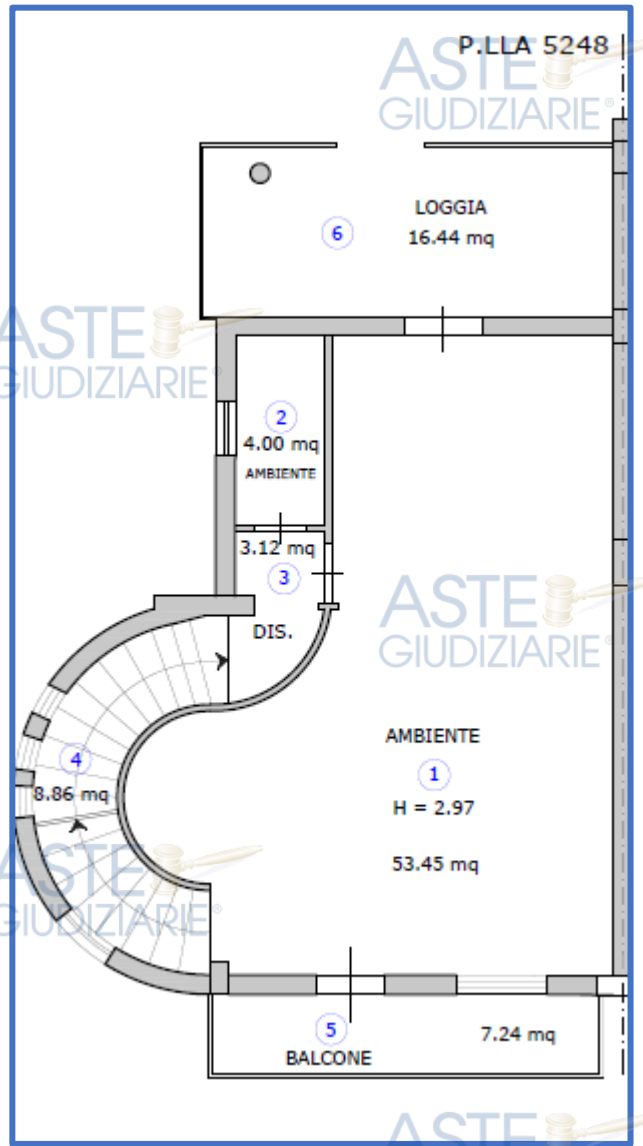 P.LLA 5248
ASTE
GIUDIZIARIE®
LOGGIA
6
16.44 mq
ASTE
GIUDIZIARIE®
2
4.00 mq
AMBIENTE
3.12 mq
3
DIS.
ASTE
GIUDIZIARIE®
AMBIENTE
4
1
8.86 mq
H = 2.97
53.45 mq
ASTE
GIUDIZIARIE®
5
7.24 mq
BALCONE
ASTE